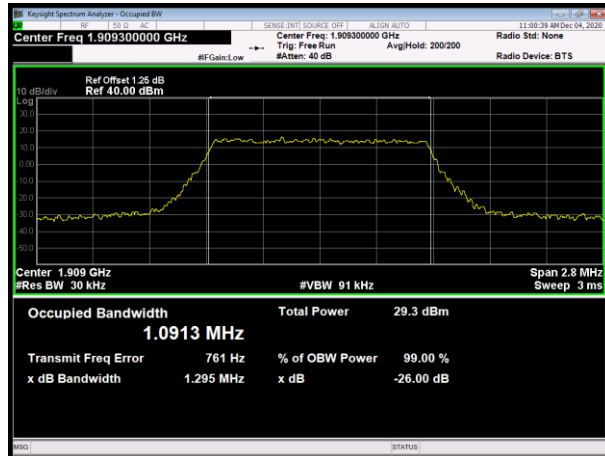 Keysight Spectrum Analyzer - Occupied BW
RF 50 Ω AC SENSE:INT SOURCE OFF ALIGN AUTO 11:00:39 AM Dec 04, 2020
Center Freq 1.909300000 GHz
Center Freq: 1.909300000 GHz
Radio Std: None
Trig: Free Run Avg|Hold: 200/200
#IFGain:Low #Atten: 40 dB Radio Device: BTS
Ref Offset 1.25 dB
10 dB/div Ref 40.00 dBm
Log
30.0
20.0
10.0
0.00
-10.0
-20.0
-30.0
-40.0
-50.0
Center 1.909 GHz Span 2.8 MHz
#Res BW 30 kHz #VBW 91 kHz Sweep 3 ms
Occupied Bandwidth Total Power 29.3 dBm
1.0913 MHz
Transmit Freq Error 761 Hz % of OBW Power 99.00 %
x dB Bandwidth 1.295 MHz x dB -26.00 dB
MSG STATUS